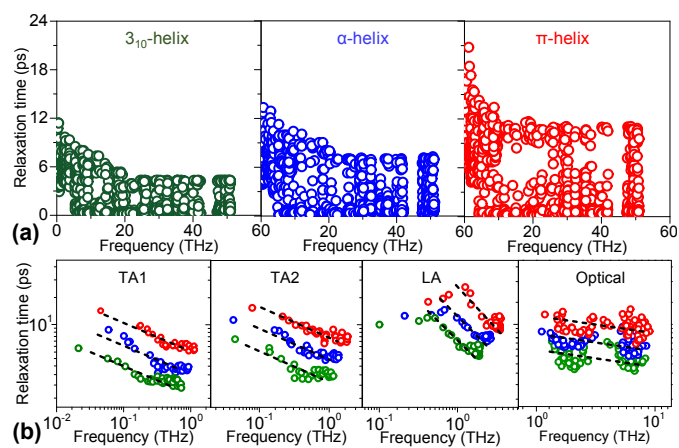 3₁₀-helix α-helix π-helix
Relaxation time (ps)
24
18
12
6
0
0 20 40 60 0 20 40 60 0 20 40 60
(a) Frequency (THz) Frequency (THz) Frequency (THz)
TA1 TA2 LA Optical
Relaxation time (ps)
10¹
10⁻² 10⁻¹ 10⁰ 10⁻¹ 10⁰ 10⁰ 10⁰ 10¹
(b) Frequency (THz) Frequency (THz) Frequency (THz) Frequency (THz)